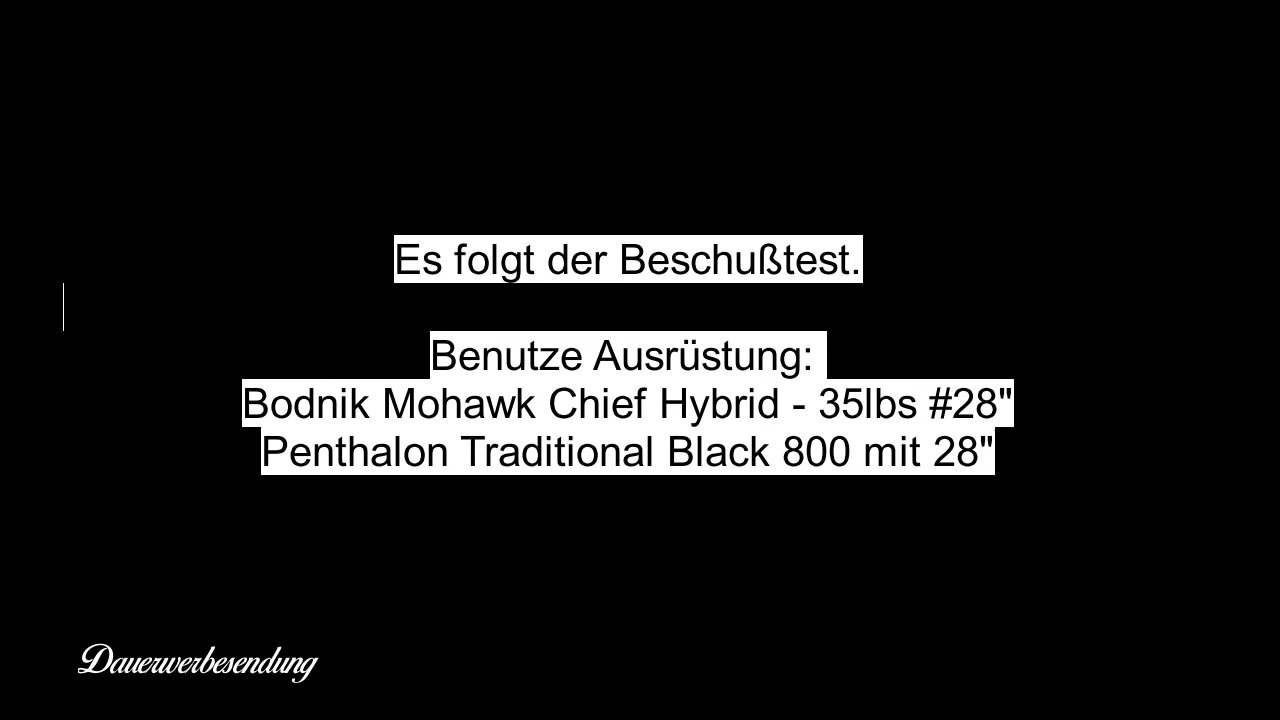 Es folgt der Beschußtest.
Benutze Ausrüstung:
Bodnik Mohawk Chief Hybrid - 35lbs #28"
Penthalon Traditional Black 800 mit 28"
Dauerwerbesendung